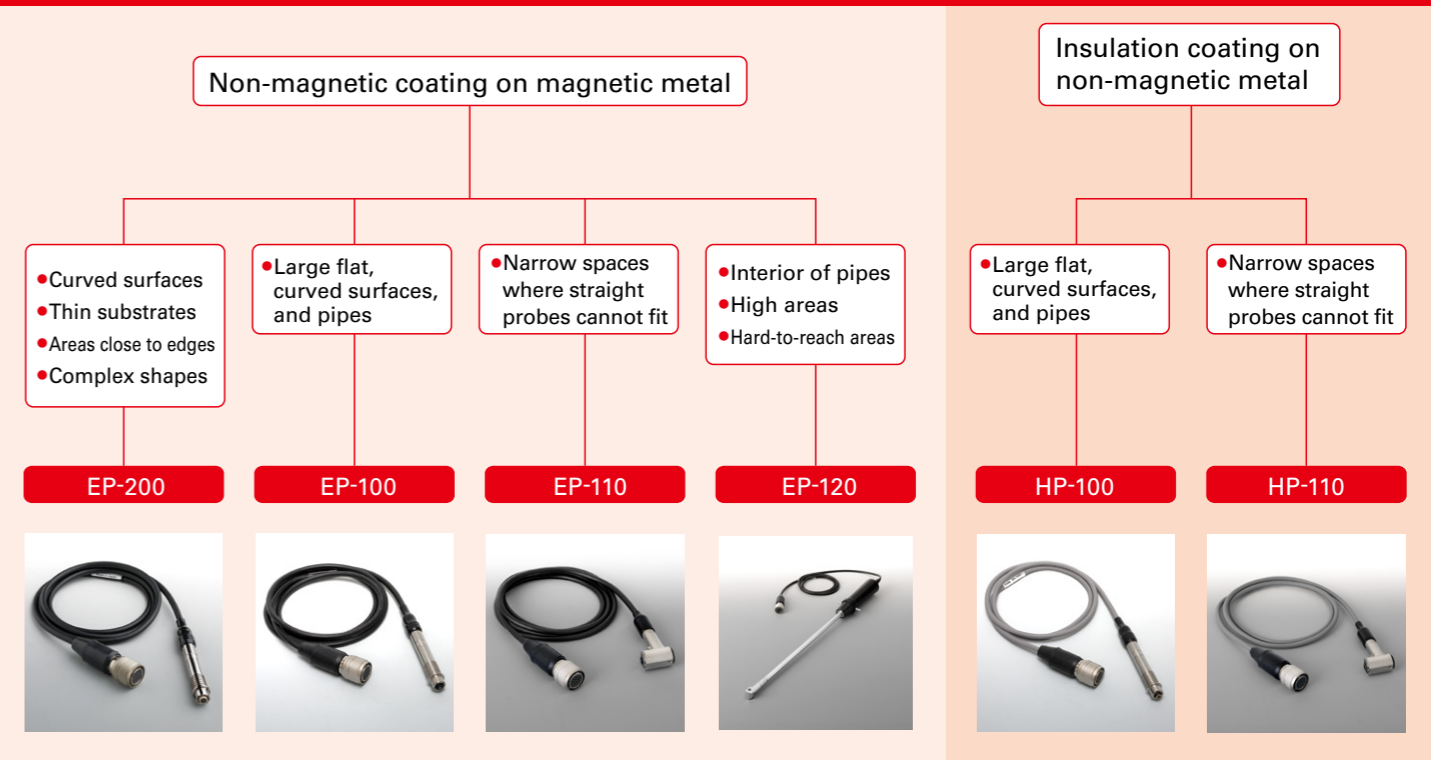 Non-magnetic coating on magnetic metal
Insulation coating on
non-magnetic metal
•Curved surfaces
•Thin substrates
•Areas close to edges
•Complex shapes
•Large flat,
curved surfaces,
and pipes
•Narrow spaces
where straight
probes cannot fit
•Interior of pipes
•High areas
•Hard-to-reach areas
•Large flat,
curved surfaces,
and pipes
•Narrow spaces
where straight
probes cannot fit
EP-200
EP-100
EP-110
EP-120
HP-100
HP-110